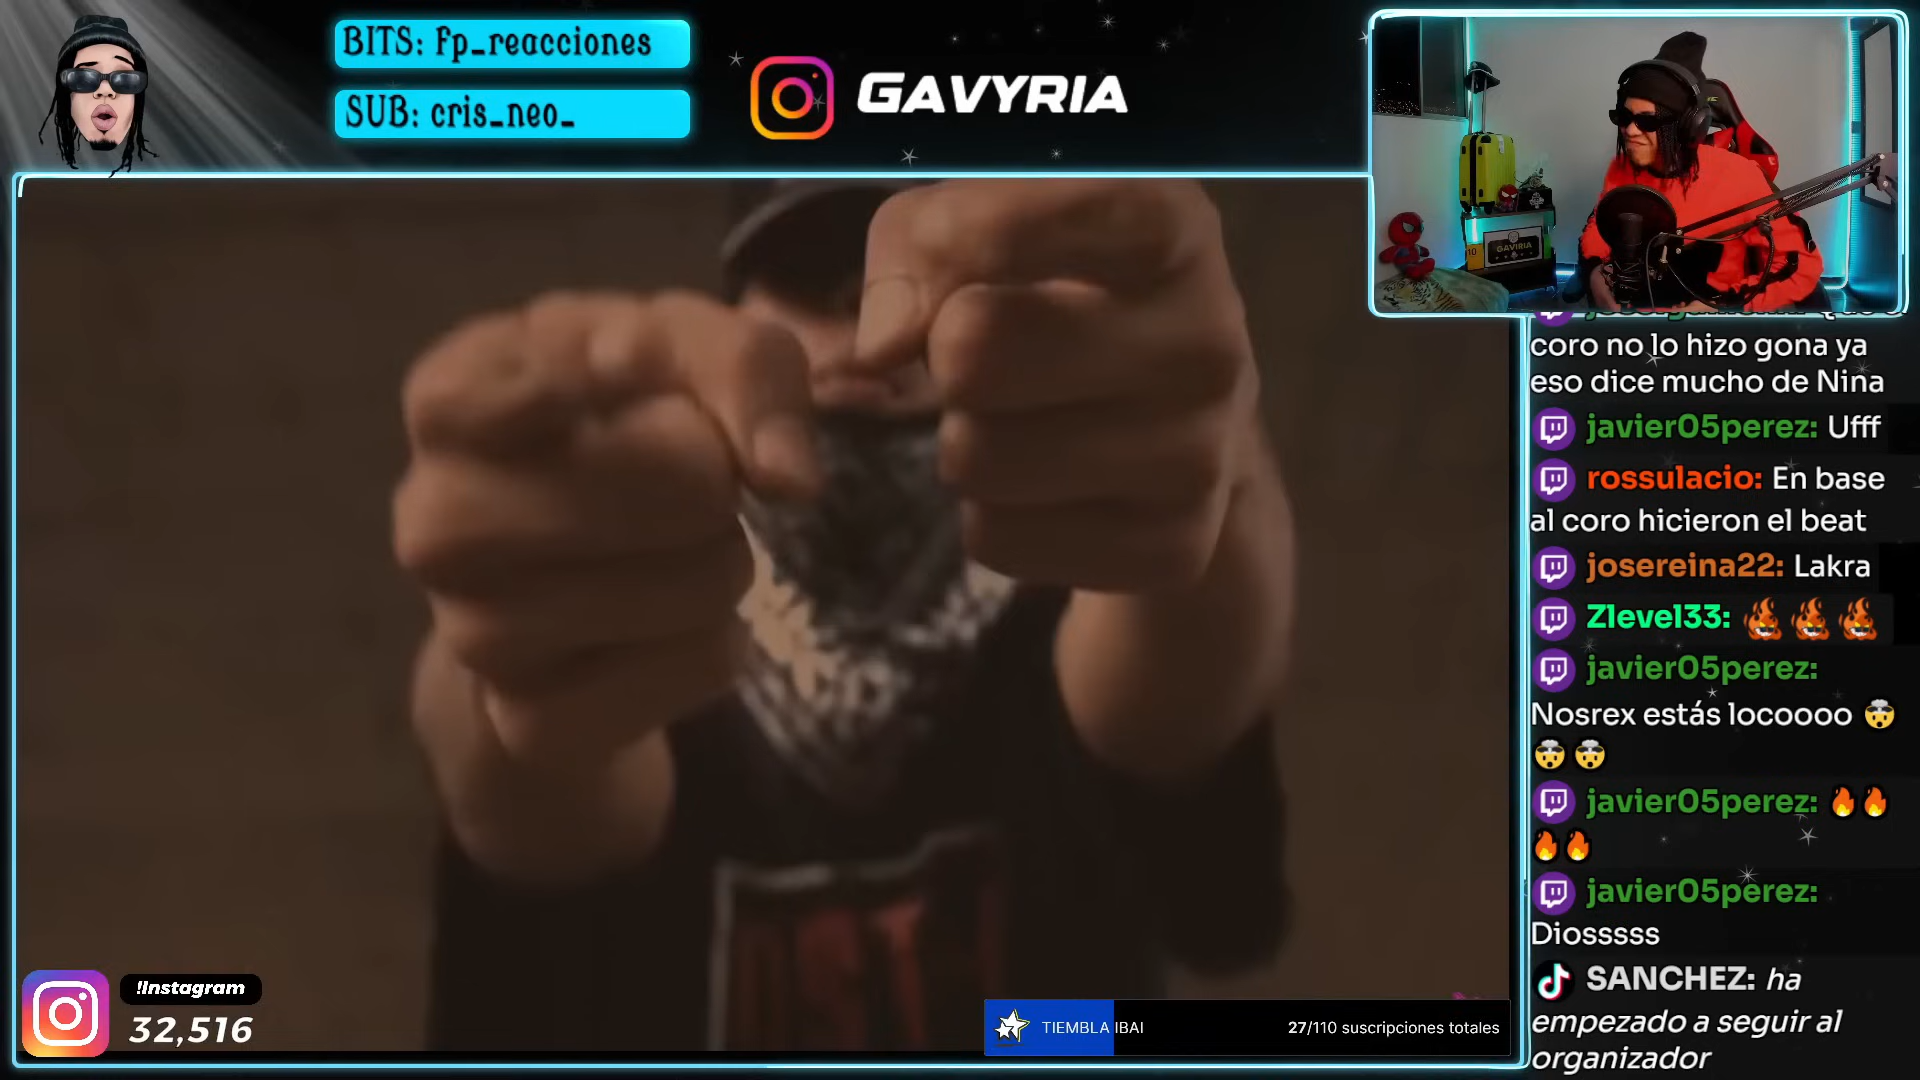 BITS: Fp_reacciones
SUB: cris_neo_
GAVYRIA
GAVIRIA
coro no lo hizo gona ya
eso dice mucho de Nina
javier05perez: Ufff
rossulacio: En base
al coro hicieron el beat
josereina22: Lakra
Zlevel33: 
javier05perez:
Nosrex estás locoooo 🤯
🤯 🤯
javier05perez: 🔥🔥
🔥🔥
javier05perez:
Diosssss
SANCHEZ: ha
empezado a seguir al
organizador
!Instagram
32,516
TIEMBLA IBAI
27/110 suscripciones totales